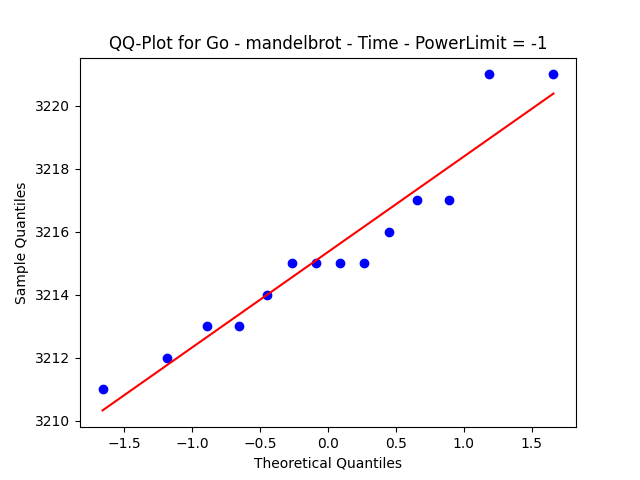 QQ-Plot for Go - mandelbrot - Time - PowerLimit = -1
3220
3218
3216
3214
3212
3210
Sample Quantiles
−1.5 −1.0 −0.5 0.0 0.5 1.0 1.5
Theoretical Quantiles